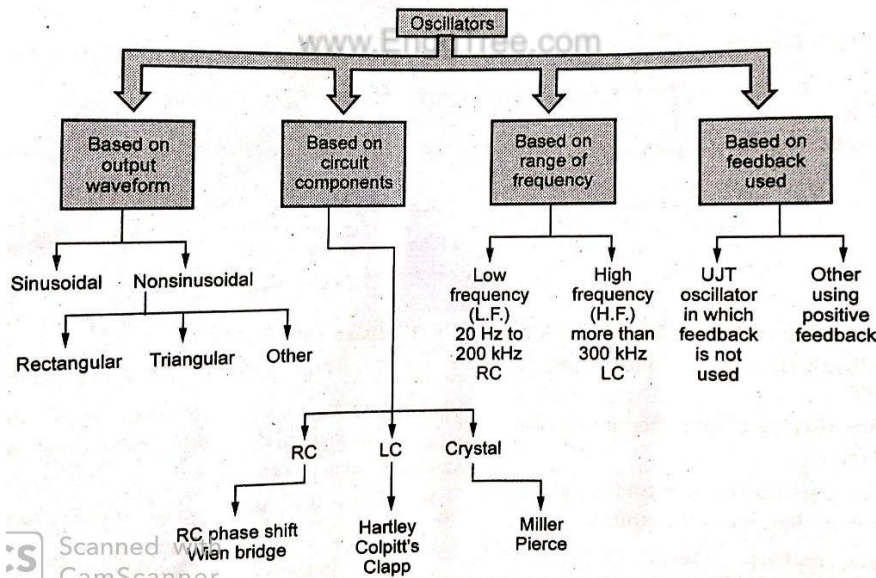 Oscillators
www.EnggTree.com
Based on
output
waveform
Based on
circuit
components
Based on
range of
frequency
Based on
feedback
used
Sinusoidal
Nonsinusoidal
Rectangular
Triangular
Other
Low
frequency
(L.F.)
20 Hz to
200 kHz
RC
High
frequency
(H.F.)
more than
300 kHz
LC
UJT
oscillator
in which
feedback
is not
used
Other
using
positive
feedback
RC
LC
Crystal
RC phase shift
Wian bridge
Hartley
Colpitt's
Clapp
Miller
Pierce
CS
Scanned with
CamScanner